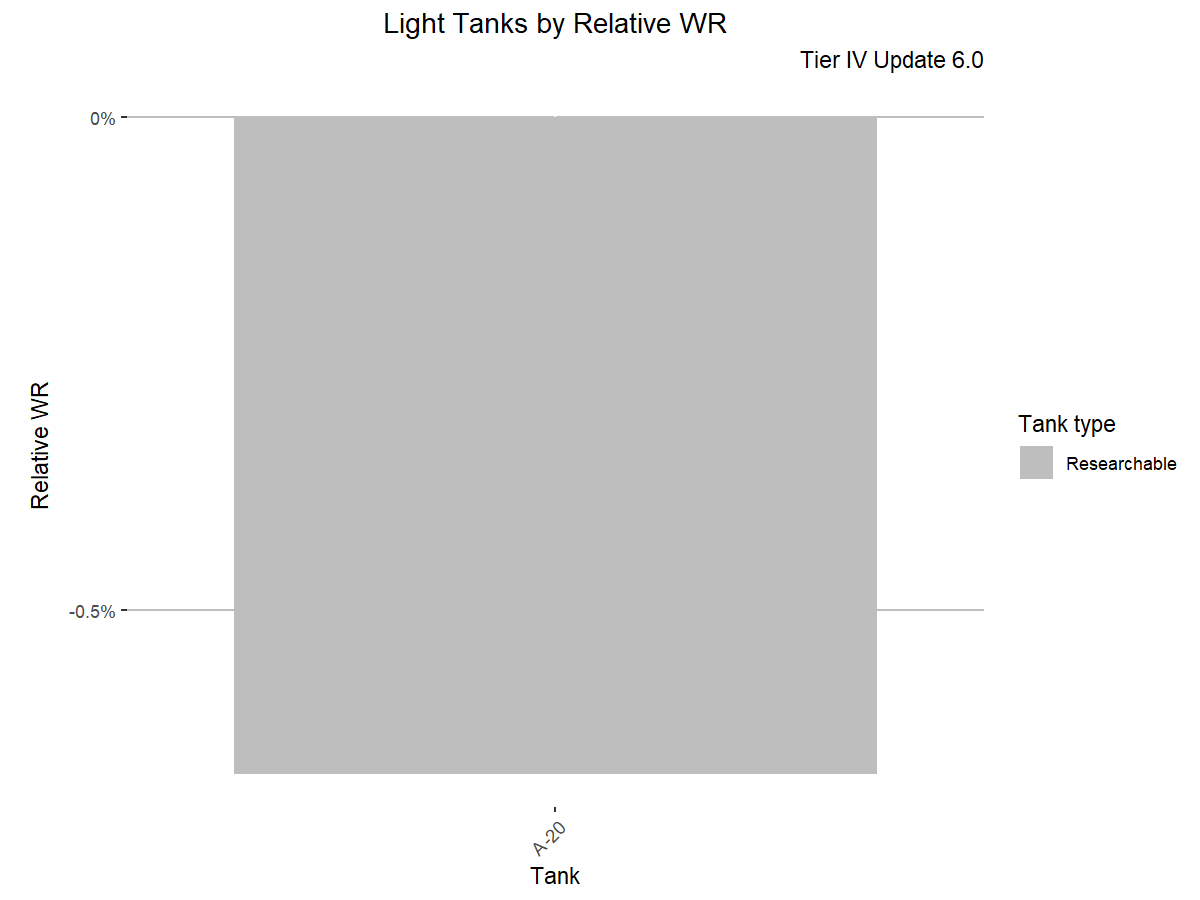 Light Tanks by Relative WR
Tier IV Update 6.0
0%
-0.5%
Relative WR
A-20
Tank
Tank type
Researchable